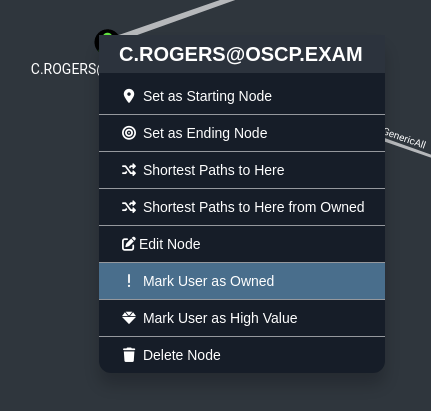 C.ROGERS@OSCP.EXAM
C.ROGERS@
Set as Starting Node
Set as Ending Node
GenericAll
Shortest Paths to Here
Shortest Paths to Here from Owned
Edit Node
Mark User as Owned
Mark User as High Value
Delete Node